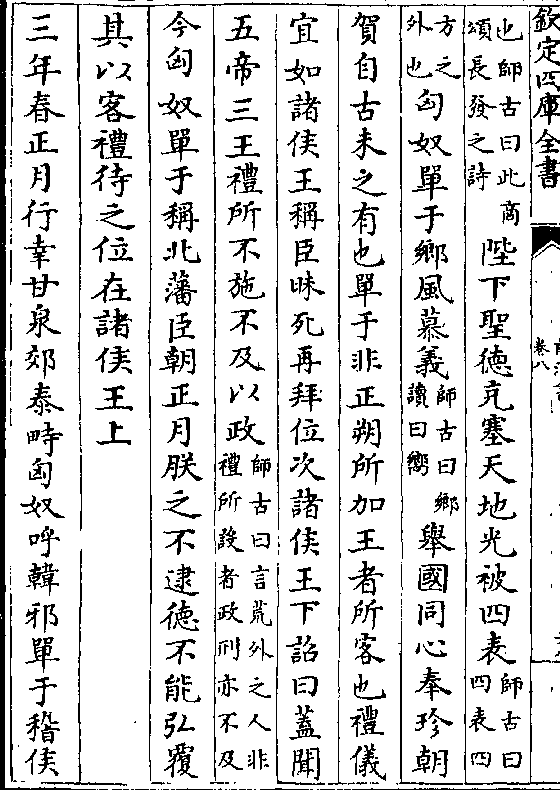 欽定四庫全書
卷八
也師古曰此商頌長發之詩陛下聖德充塞天地光被四表師古曰四表四
方之外也匈奴單于鄉風慕義師古曰鄉讀曰嚮舉國同心奉珍朝
賀自古未之有也單于非正朔所加王者所客也禮儀
宜如諸侯王稱臣昧死再拜位次諸侯王下詔曰蓋聞
五帝三王禮所不施不及以政師古曰言荒外之人非禮所設者政刑亦不及
今匈奴單于稱北藩臣朝正月朕之不逮德不能弘覆
其以客禮待之位在諸侯王上
三年春正月行幸甘泉郊泰畤匈奴呼韓邪單于稽侯